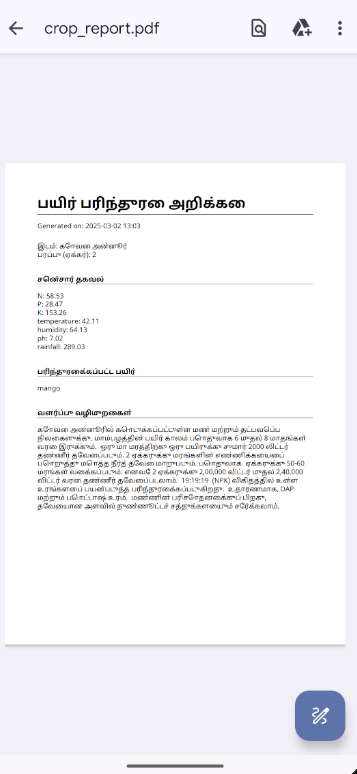 crop_report.pdf
பயிர் பரிந்துரை அறிக்கை
Generated on: 2025-03-02 13:03
இடம்: கோவை அன்னூர்
பரப்பு (ஏக்கர்): 2
சென்சார் தகவல்
N: 58.53
P: 28.47
K: 153.26
temperature: 42.11
humidity: 64.13
ph: 7.02
rainfall: 289.03
பரிந்துரைக்கப்பட்ட பயிர்
mango
வளர்ப்பு வழிமுறைகள்
கோவை அன்னூரில் கொடுக்கப்பட்டுள்ள மண் மற்றும் தட்பவெப்ப
நிலைகளுக்கு, மாம்பழத்தின் பயிர் காலம் பொதுவாக 6 முதல் 8 மாதங்கள்
வரை இருக்கும். ஒரு மா மரத்திற்கு ஒரு பயிருக்கு சுமார் 2000 லிட்டர்
தண்ணீர் தேவைப்படும். 2 ஏக்கருக்கு மரங்களின் எண்ணிக்கையைப்
பொறுத்து மொத்த நீர்த் தேவை மாறுபடும். பொதுவாக, ஏக்கருக்கு 50-60
மரங்கள் வைக்கப்படும். எனவே 2 ஏக்கருக்கு 2,00,000 லிட்டர் முதல் 2,40,000
லிட்டர் வரை தண்ணீர் தேவைப்படலாம். 19:19:19 (NPK) விகிதத்தில் உள்ள
உரங்களைப் பயன்படுத்த பரிந்துரைக்கப்படுகிறது. உதாரணமாக, DAP
மற்றும் பொட்டாஷ் உரம். மண்ணின் பரிசோதனைக்குப் பிறகு,
தேவையான அளவில் நுண்ணூட்டச் சத்துக்களையும் சேர்க்கலாம்.